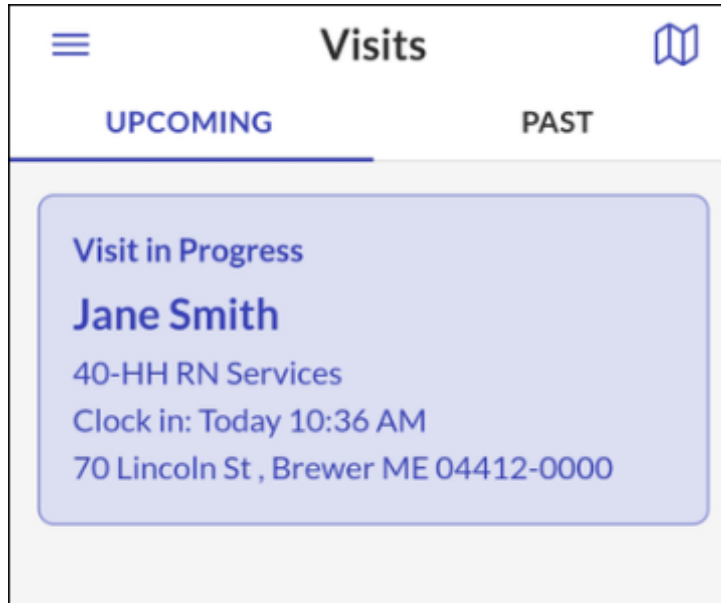 Visits
UPCOMING PAST
Visit in Progress
Jane Smith
40-HH RN Services
Clock in: Today 10:36 AM
70 Lincoln St , Brewer ME 04412-0000